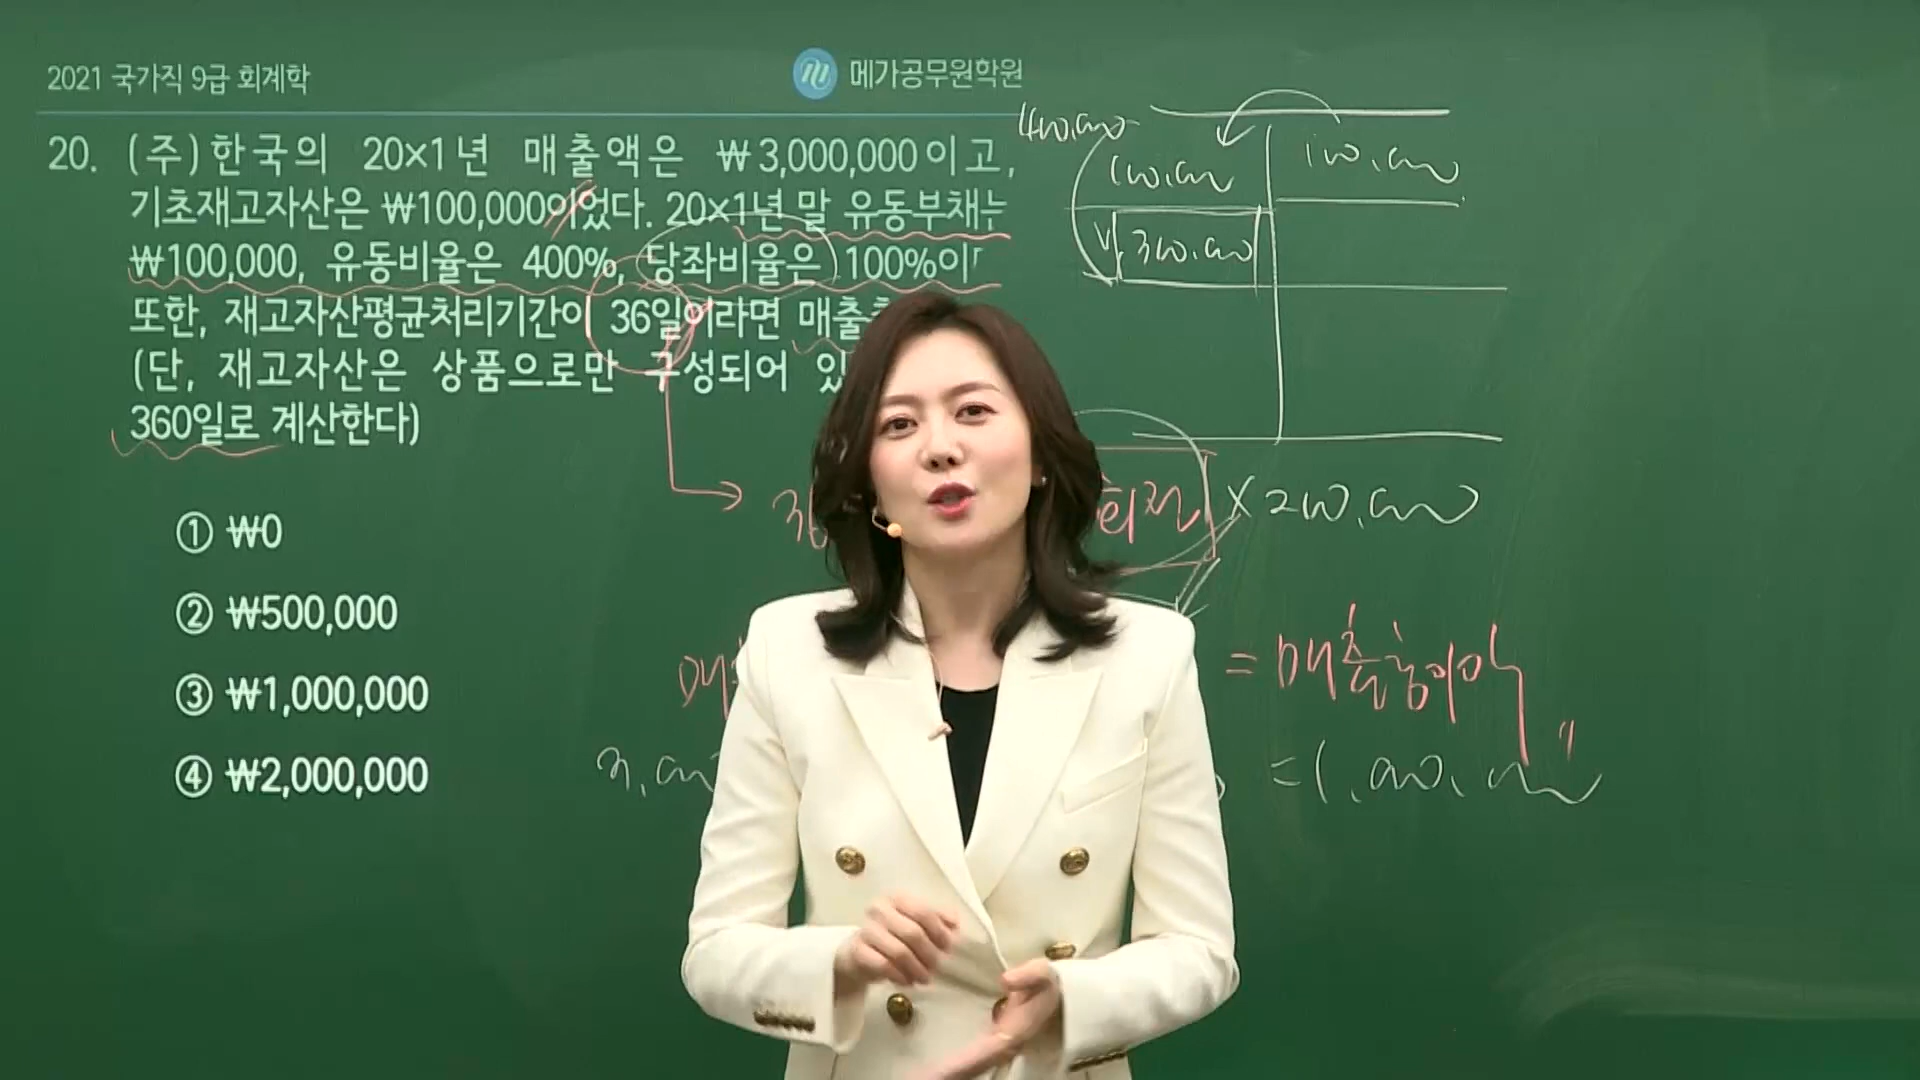 2021 국가직 9급 회계학
메가공무원학원
20. (주)한국의 20×1년 매출액은 ₩3,000,000이고,
기초재고자산은 ₩100,000이었다. 20×1년 말 유동부채는
₩100,000, 유동비율은 400%, 당좌비율은 100%이
또한, 재고자산평균처리기간이 36일이라면
(단, 재고자산은 상품으로만 구성되어
360일로 계산한다)
① ₩0
② ₩500,000
③ ₩1,000,000
④ ₩2,000,000
400,000
100,000
100,000
300,000
회전 × 200,000
= 매출총이익
= 1,000,000